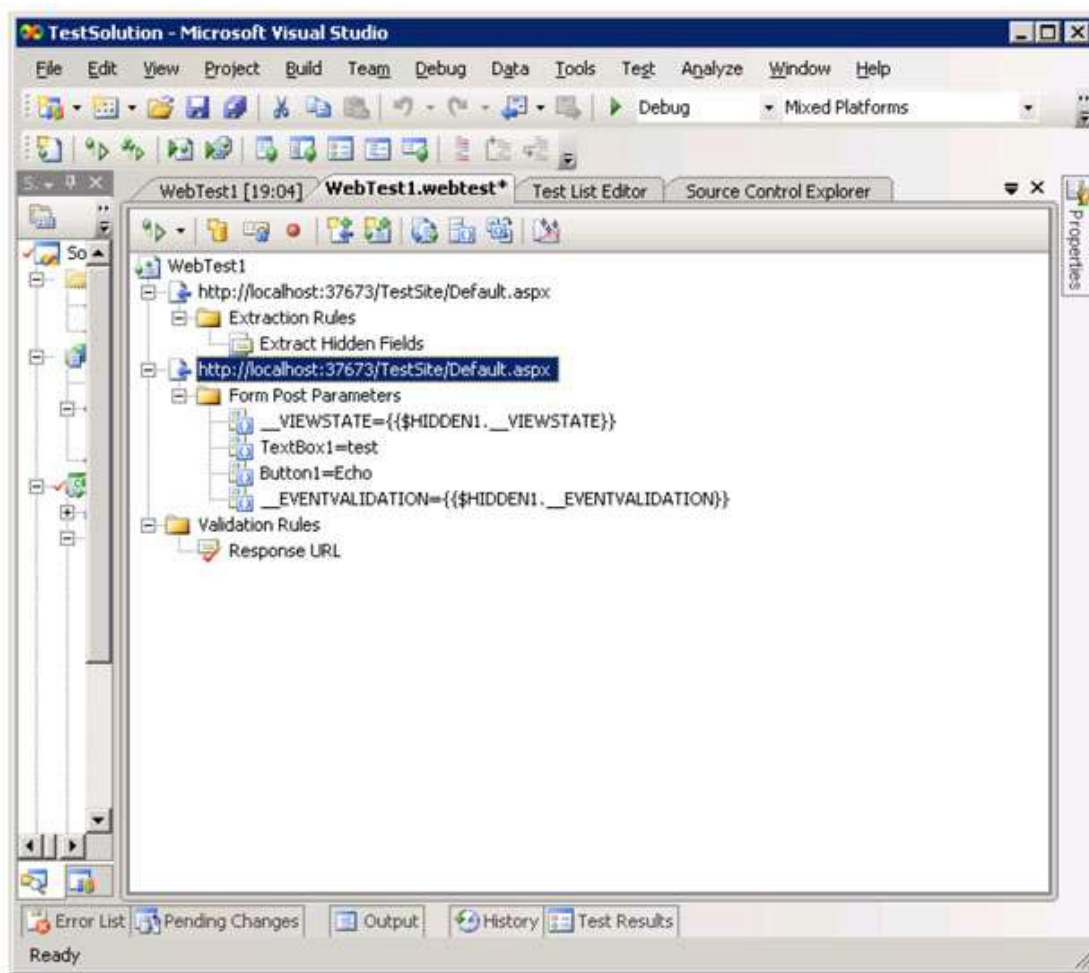 TestSolution - Microsoft Visual Studio
File Edit View Project Build Team Debug Data Tools Test Analyze Window Help
Debug Mixed Platforms
WebTest1 [19:04] WebTest1.webtest* Test List Editor Source Control Explorer
Properties
So
WebTest1
http://localhost:37673/TestSite/Default.aspx
Extraction Rules
Extract Hidden Fields
http://localhost:37673/TestSite/Default.aspx
Form Post Parameters
__VIEWSTATE={{$HIDDEN1.__VIEWSTATE}}
TextBox1=test
Button1=Echo
__EVENTVALIDATION={{$HIDDEN1.__EVENTVALIDATION}}
Validation Rules
Response URL
Error List Pending Changes Output History Test Results
Ready